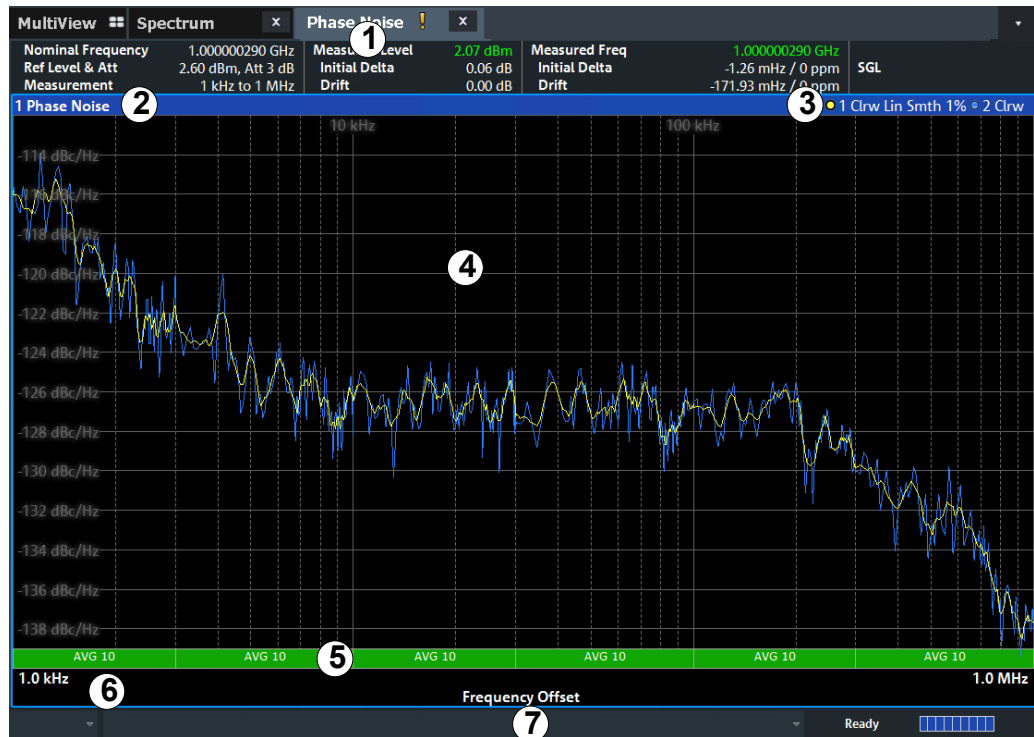 MultiView Spectrum x Phase Noise ! x
1
Nominal Frequency 1.000000290 GHz Level 2.07 dBm Measured Freq 1.000000290 GHz
Ref Level & Att 2.60 dBm, Att 3 dB Initial Delta 0.06 dB Initial Delta -1.26 mHz / 0 ppm SGL
Measurement 1 kHz to 1 MHz Drift 0.00 dB Drift -171.93 mHz / 0 ppm
1 Phase Noise 2 3 1 Clrw Lin Smth 1% 2 Clrw
10 kHz 100 kHz
-114 dBc/Hz
-116 dBc/Hz
-118 dBc/Hz
4
-120 dBc/Hz
-122 dBc/Hz
-124 dBc/Hz
-126 dBc/Hz
-128 dBc/Hz
-130 dBc/Hz
-132 dBc/Hz
-134 dBc/Hz
-136 dBc/Hz
-138 dBc/Hz
AVG 10 AVG 10 5 AVG 10 AVG 10 AVG 10 AVG 10
1.0 kHz 6 1.0 MHz
Frequency Offset
7 Ready